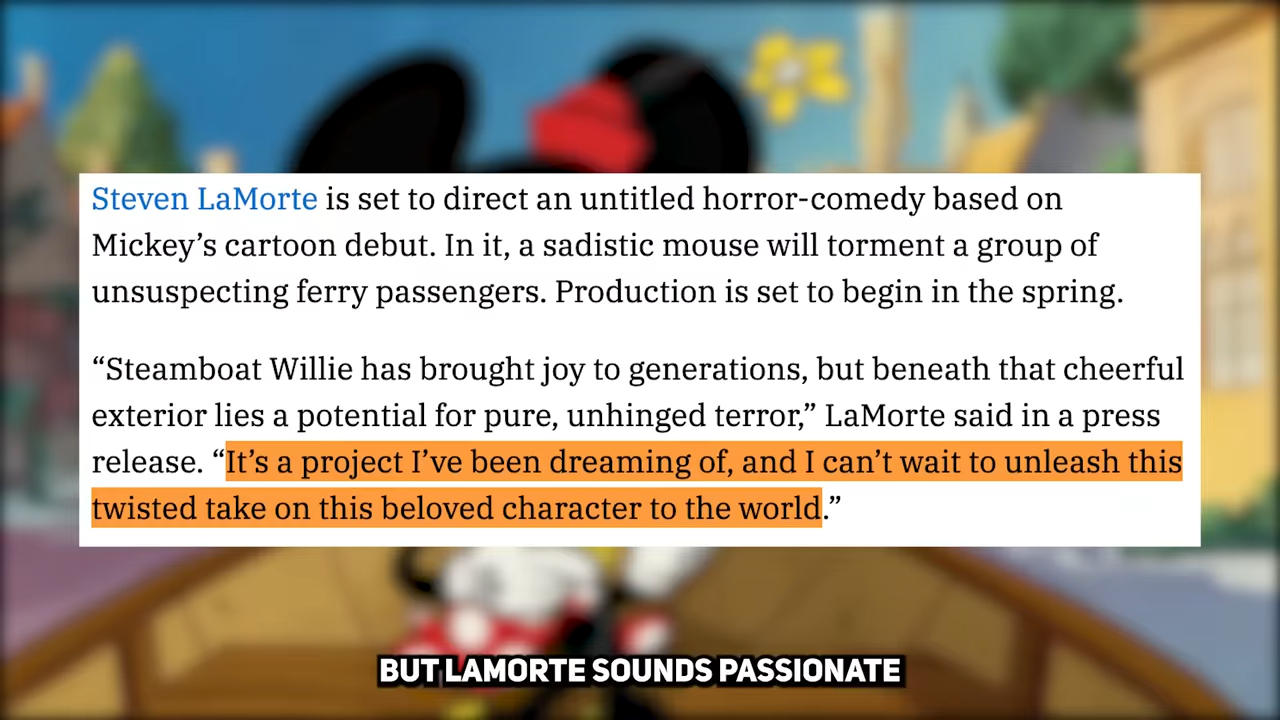 Steven LaMorte is set to direct an untitled horror-comedy based on
Mickey’s cartoon debut. In it, a sadistic mouse will torment a group of
unsuspecting ferry passengers. Production is set to begin in the spring.
“Steamboat Willie has brought joy to generations, but beneath that cheerful
exterior lies a potential for pure, unhinged terror,” LaMorte said in a press
release. “It’s a project I’ve been dreaming of, and I can’t wait to unleash this
twisted take on this beloved character to the world.”
BUT LAMORTE SOUNDS PASSIONATE